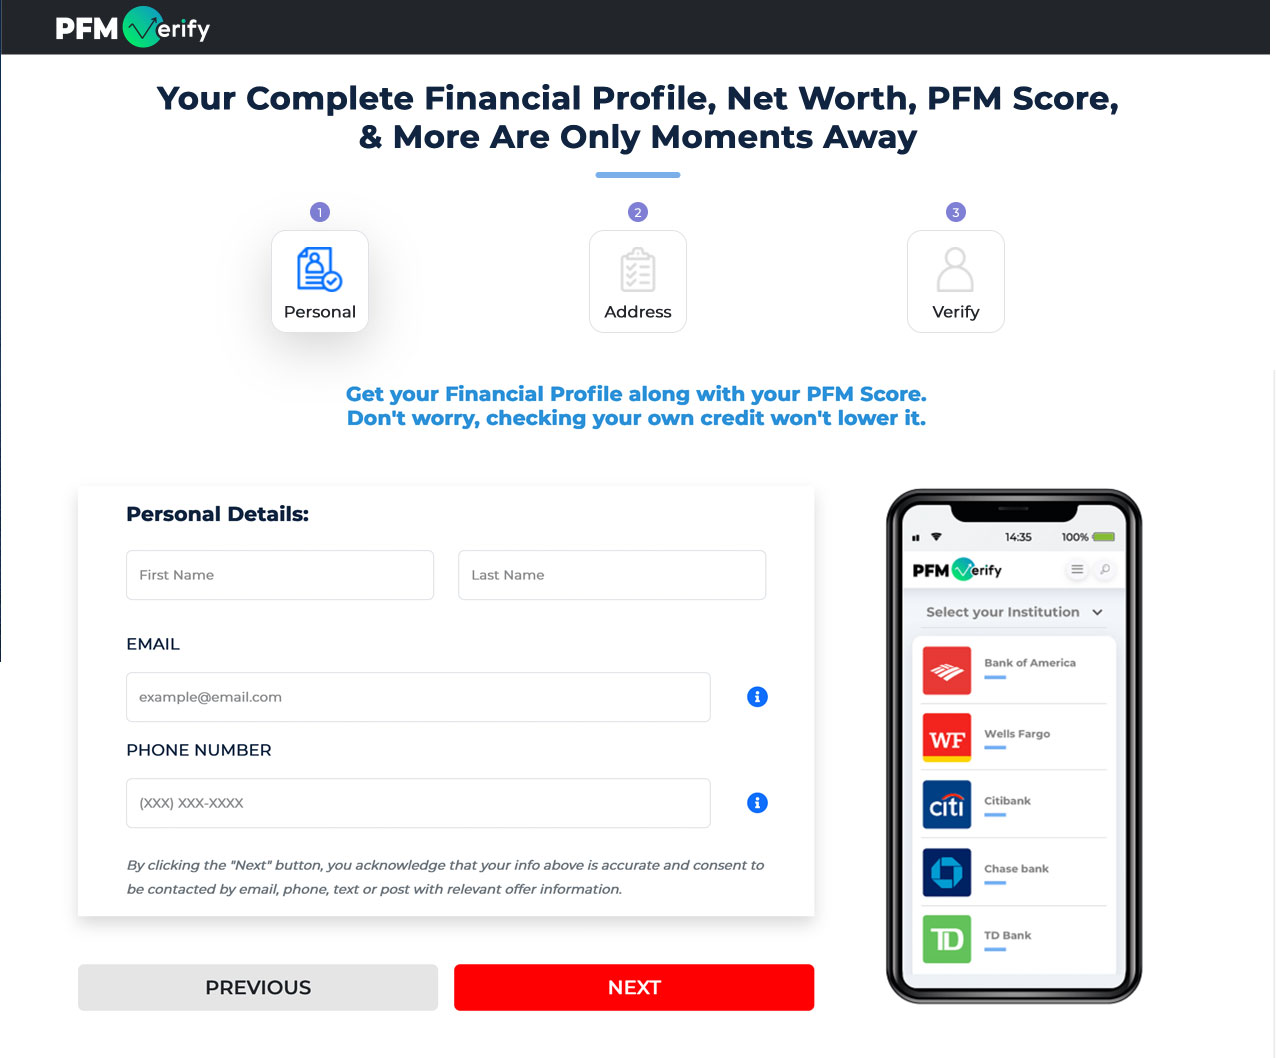 PFM Verify
Your Complete Financial Profile, Net Worth, PFM Score,
& More Are Only Moments Away
1
2
3
Personal
Address
Verify
Get your Financial Profile along with your PFM Score.
Don't worry, checking your own credit won't lower it.
Personal Details:
First Name
Last Name
EMAIL
example@email.com
i
PHONE NUMBER
(XXX) XXX-XXXX
i
By clicking the "Next" button, you acknowledge that your info above is accurate and consent to
be contacted by email, phone, text or post with relevant offer information.
PREVIOUS
NEXT
14:35
100%
PFM Verify
Select your Institution
Bank of America
WF
Wells Fargo
citi
Citibank
Chase bank
TD
TD Bank